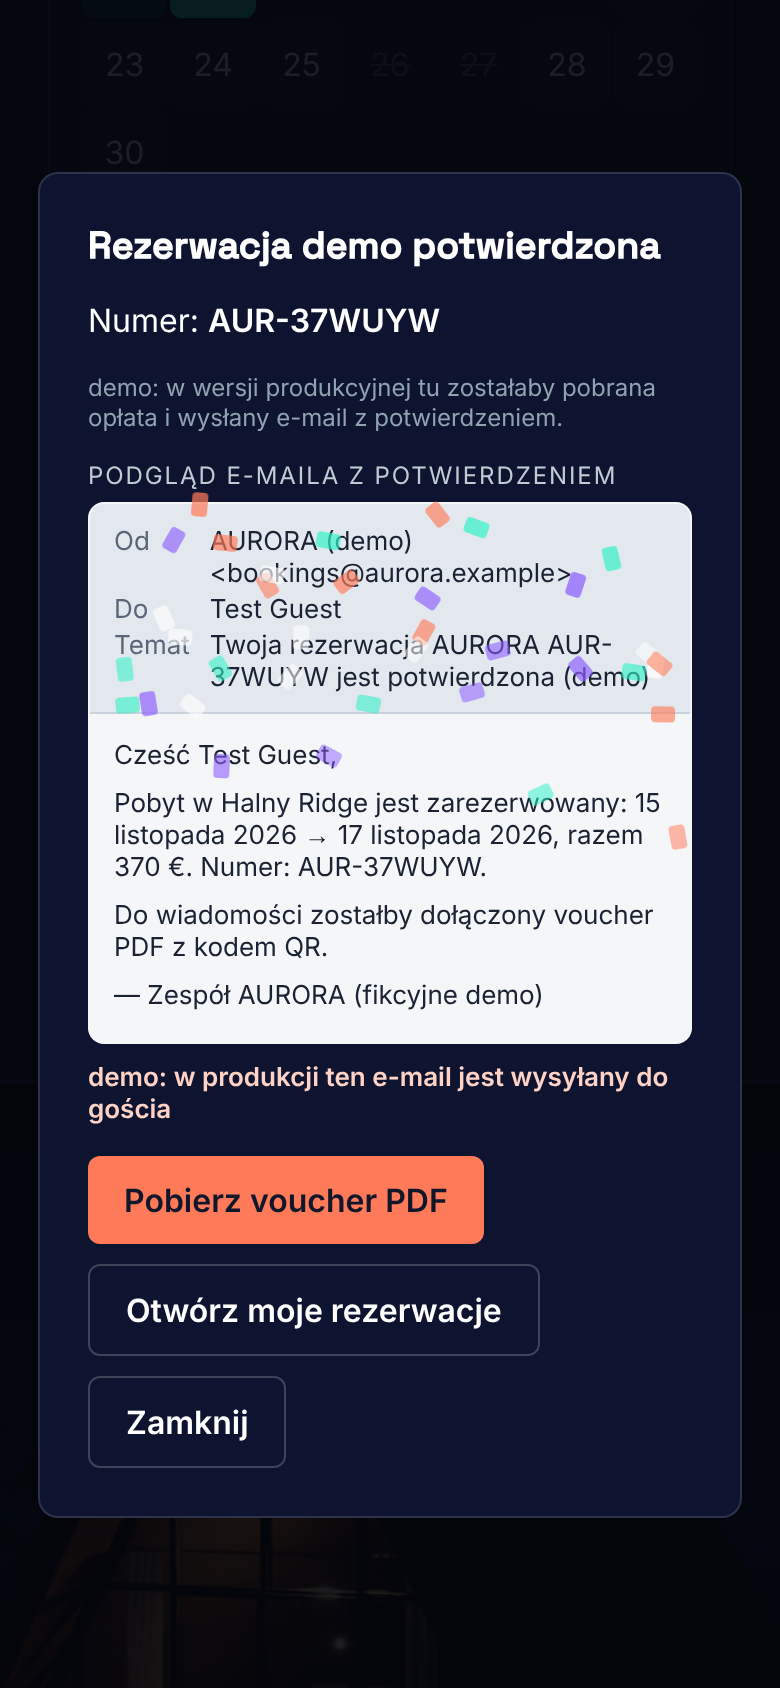 23 24 25 26 27 28 29
30
Rezerwacja demo potwierdzona
Numer: AUR-37WUYW
demo: w wersji produkcyjnej tu zostałaby pobrana
opłata i wysłany e-mail z potwierdzeniem.
PODGLĄD E-MAILA Z POTWIERDZENIEM
Od AURORA (demo)
<bookings@aurora.example>
Do Test Guest
Temat Twoja rezerwacja AURORA AUR-
37WUYW jest potwierdzona (demo)
Cześć Test Guest,
Pobyt w Halny Ridge jest zarezerwowany: 15
listopada 2026 → 17 listopada 2026, razem
370 €. Numer: AUR-37WUYW.
Do wiadomości zostałby dołączony voucher
PDF z kodem QR.
— Zespół AURORA (fikcyjne demo)
demo: w produkcji ten e-mail jest wysyłany do
gościa
Pobierz voucher PDF
Otwórz moje rezerwacje
Zamknij